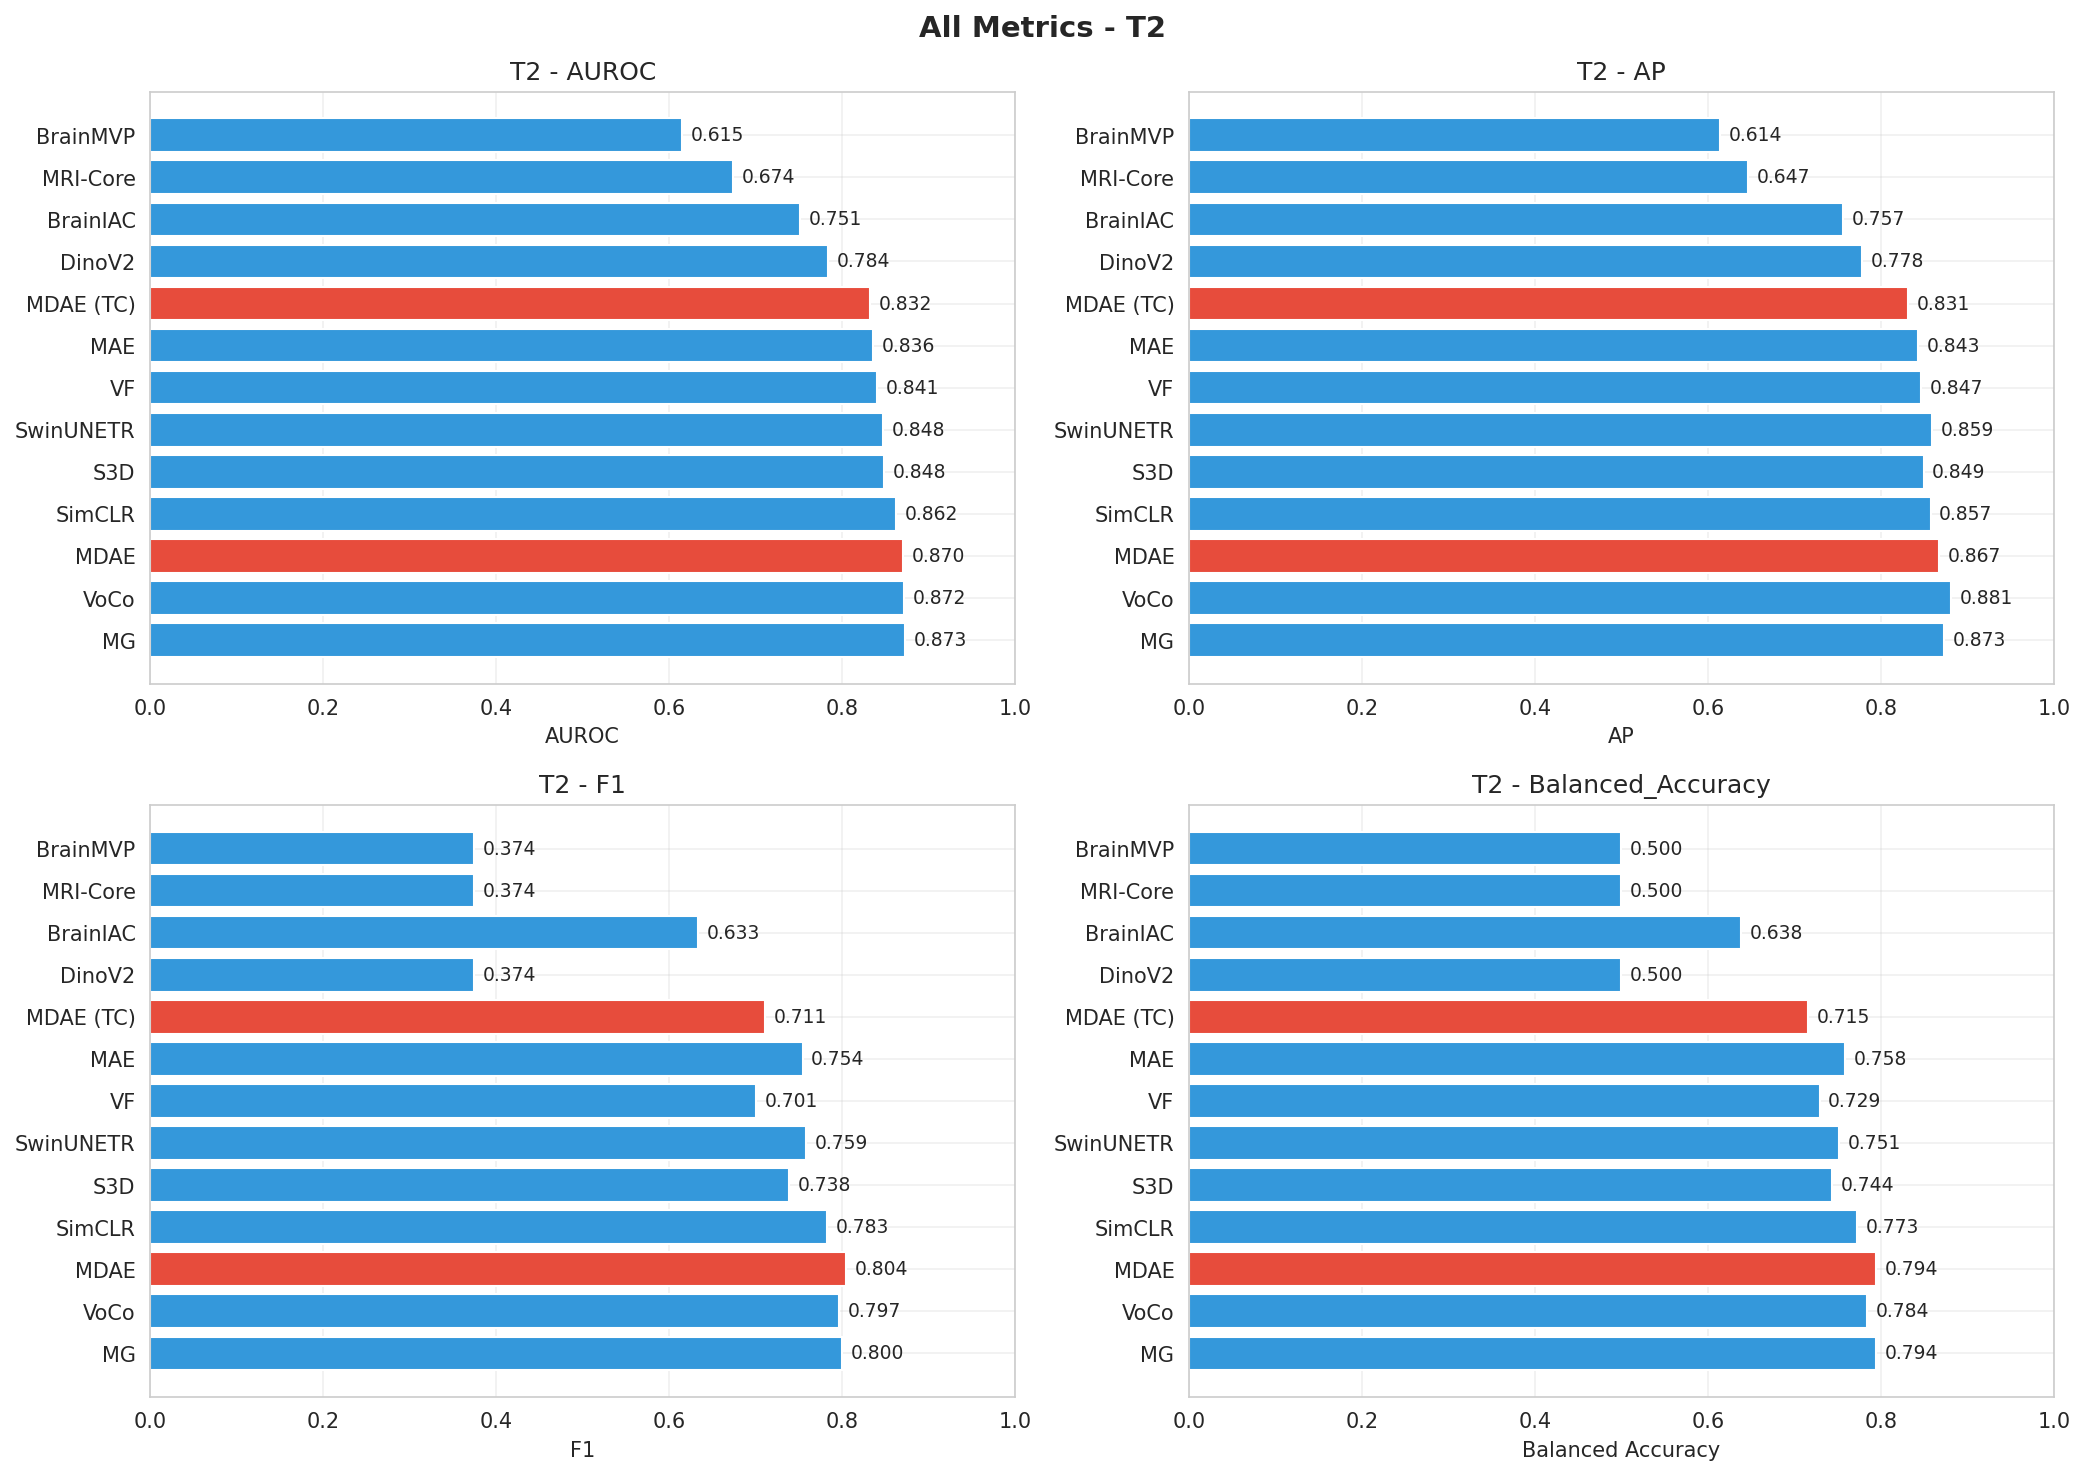 All Metrics - T2
T2 - AUROC
BrainMVP 0.615
MRI-Core 0.674
BrainIAC 0.751
DinoV2 0.784
MDAE (TC) 0.832
MAE 0.836
VF 0.841
SwinUNETR 0.848
S3D 0.848
SimCLR 0.862
MDAE 0.870
VoCo 0.872
MG 0.873
0.0 0.2 0.4 0.6 0.8 1.0
AUROC
T2 - AP
BrainMVP 0.614
MRI-Core 0.647
BrainIAC 0.757
DinoV2 0.778
MDAE (TC) 0.831
MAE 0.843
VF 0.847
SwinUNETR 0.859
S3D 0.849
SimCLR 0.857
MDAE 0.867
VoCo 0.881
MG 0.873
0.0 0.2 0.4 0.6 0.8 1.0
AP
T2 - F1
BrainMVP 0.374
MRI-Core 0.374
BrainIAC 0.633
DinoV2 0.374
MDAE (TC) 0.711
MAE 0.754
VF 0.701
SwinUNETR 0.759
S3D 0.738
SimCLR 0.783
MDAE 0.804
VoCo 0.797
MG 0.800
0.0 0.2 0.4 0.6 0.8 1.0
F1
T2 - Balanced_Accuracy
BrainMVP 0.500
MRI-Core 0.500
BrainIAC 0.638
DinoV2 0.500
MDAE (TC) 0.715
MAE 0.758
VF 0.729
SwinUNETR 0.751
S3D 0.744
SimCLR 0.773
MDAE 0.794
VoCo 0.784
MG 0.794
0.0 0.2 0.4 0.6 0.8 1.0
Balanced Accuracy